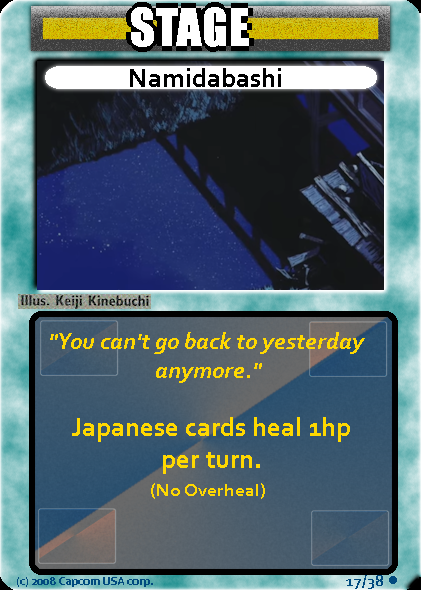 STAGE
Namidabashi
Illus. Keiji Kinebuchi
"You can't go back to yesterday
anymore."
Japanese cards heal 1hp
per turn.
(No Overheal)
(c) 2008 Capcom USA corp.
17/38 ●